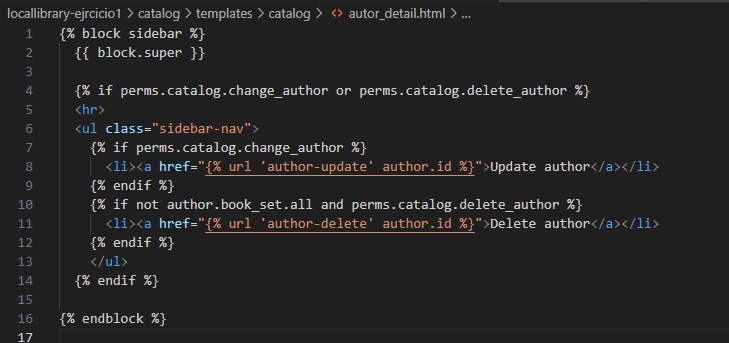 locallibrary-ejrcicio1 > catalog > templates > catalog > <> autor_detail.html > ...
1 {% block sidebar %}
2 {{ block.super }}
3
4 {% if perms.catalog.change_author or perms.catalog.delete_author %}
5 <hr>
6 <ul class="sidebar-nav">
7 {% if perms.catalog.change_author %}
8 <li><a href="{% url 'author-update' author.id %}">Update author</a></li>
9 {% endif %}
10 {% if not author.book_set.all and perms.catalog.delete_author %}
11 <li><a href="{% url 'author-delete' author.id %}">Delete author</a></li>
12 {% endif %}
13 </ul>
14 {% endif %}
15
16 {% endblock %}
17